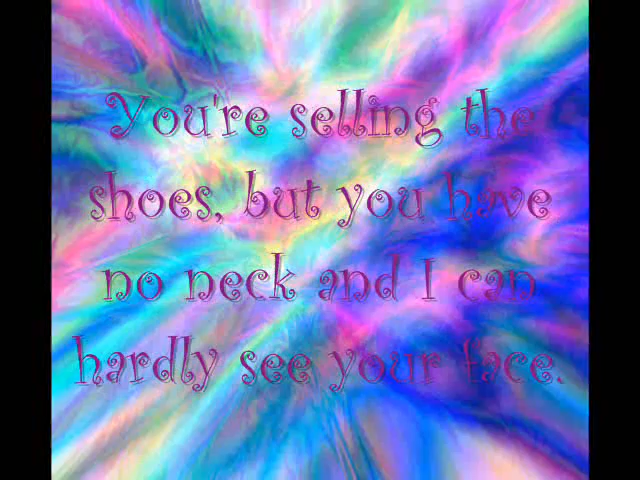 You're selling the
shoes, but you have
no neck and I can
hardly see your face.